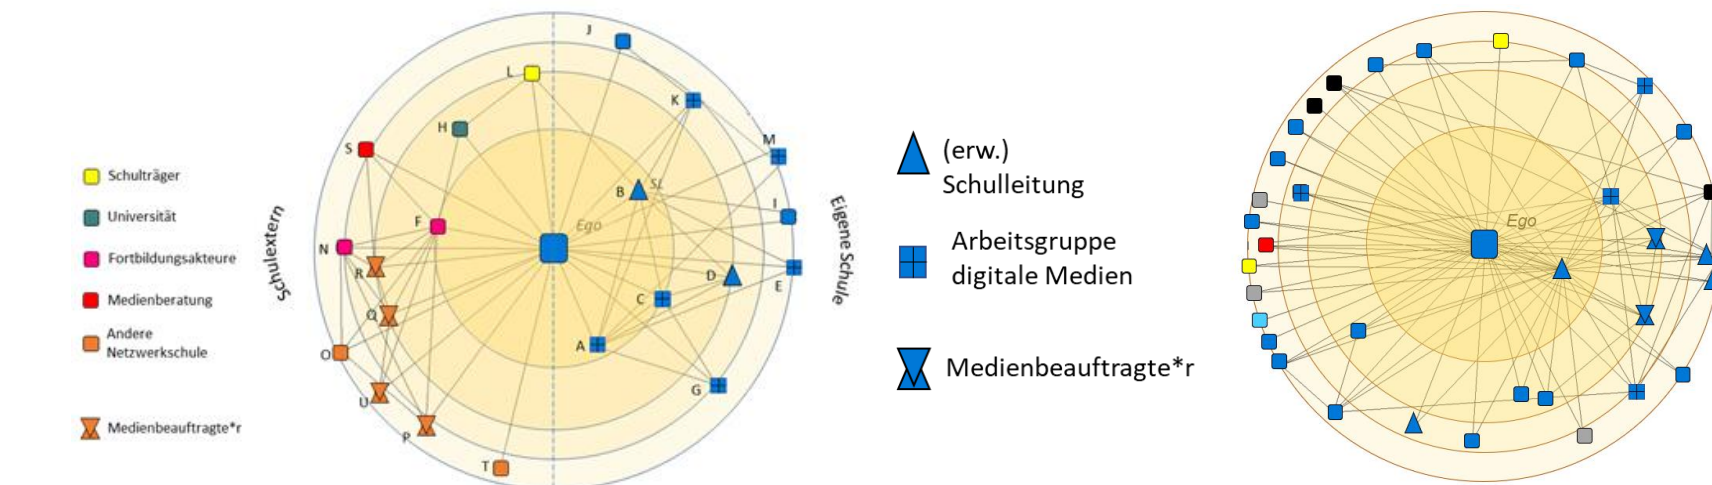 Schulträger
Universität
Fortbildungsakteure
Medienberatung
Andere
Netzwerkschule
Medienbeauftragte*r
Schulextern
J
L
K
H
M
S
B
SL
I
F
Ego
N
R
D
E
C
Q
A
O
G
U
P
T
Eigene Schule
(erw.)
Schulleitung
Arbeitsgruppe
digitale Medien
Medienbeauftragte*r
Ego